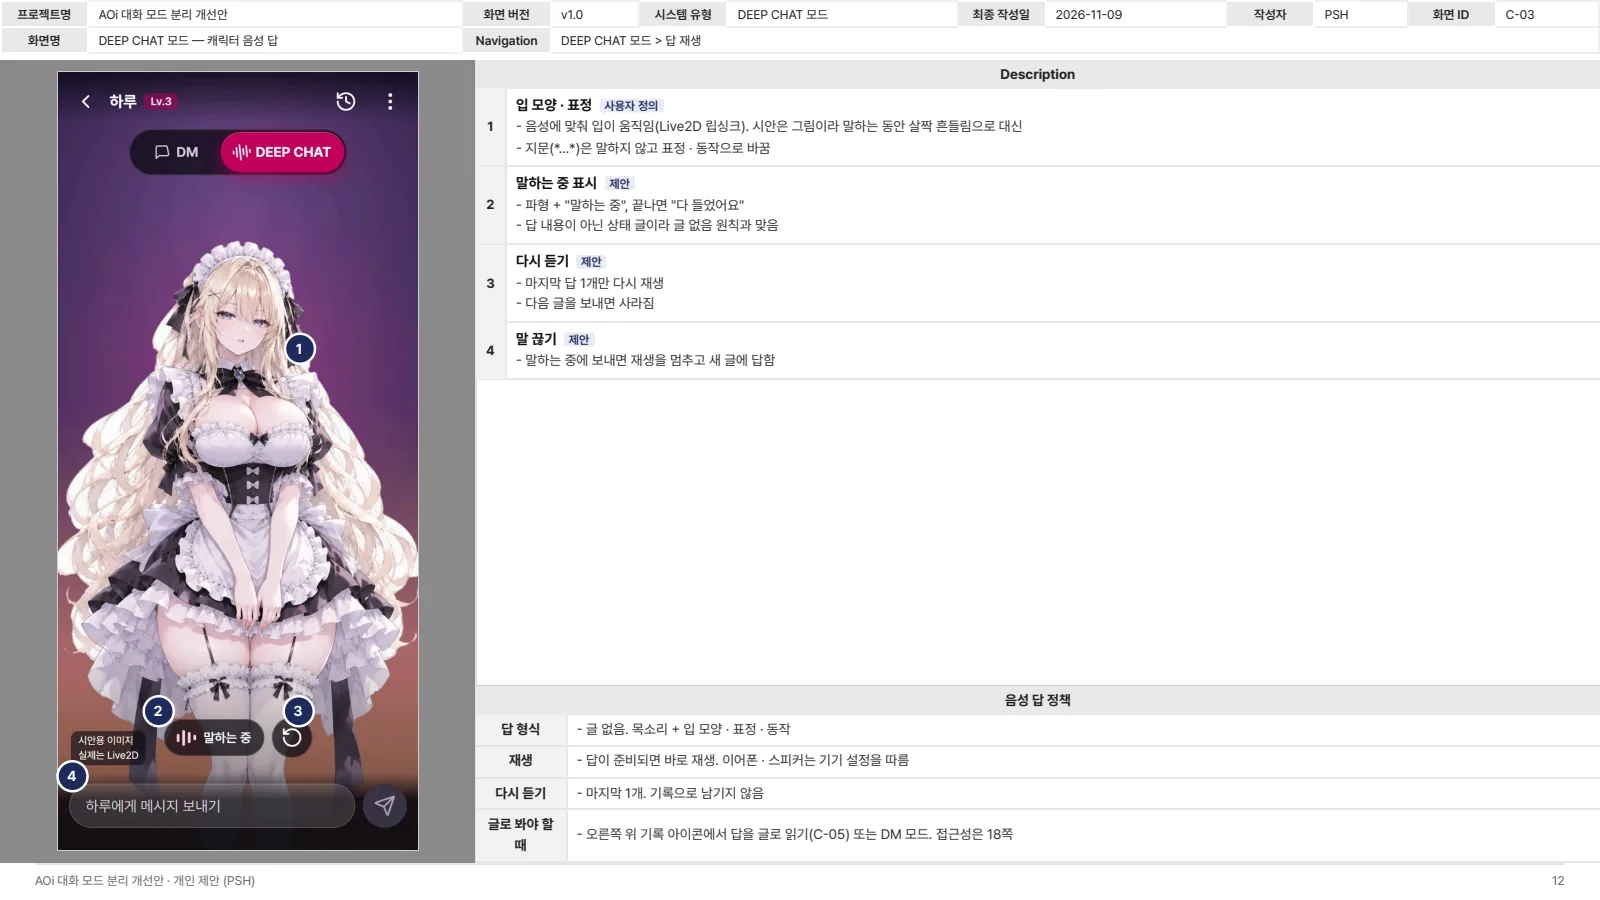 프로젝트명 AOi 대화 모드 분리 개선안 화면 버전 v1.0 시스템 유형 DEEP CHAT 모드 최종 작성일 2026-11-09 작성자 PSH 화면 ID C-03
화면명 DEEP CHAT 모드 — 캐릭터 음성 답 Navigation DEEP CHAT 모드 > 답 재생
하루 Lv.3
DM DEEP CHAT
1
2
3
말하는 중
시안용 이미지
실제는 Live2D
4
하루에게 메시지 보내기
Description
1
입 모양 · 표정 사용자 정의
- 음성에 맞춰 입이 움직임(Live2D 립싱크). 시안은 그림이라 말하는 동안 살짝 흔들림으로 대신
- 지문(*...*)은 말하지 않고 표정 · 동작으로 바꿈
2
말하는 중 표시 제안
- 파형 + "말하는 중", 끝나면 "다 들었어요"
- 답 내용이 아닌 상태 글이라 글 없음 원칙과 맞음
3
다시 듣기 제안
- 마지막 답 1개만 다시 재생
- 다음 글을 보내면 사라짐
4
말 끊기 제안
- 말하는 중에 보내면 재생을 멈추고 새 글에 답함
음성 답 정책
답 형식 - 글 없음. 목소리 + 입 모양 · 표정 · 동작
재생 - 답이 준비되면 바로 재생. 이어폰 · 스피커는 기기 설정을 따름
다시 듣기 - 마지막 1개. 기록으로 남기지 않음
글로 봐야 할
때
- 오른쪽 위 기록 아이콘에서 답을 글로 읽기(C-05) 또는 DM 모드. 접근성은 18쪽
AOi 대화 모드 분리 개선안 · 개인 제안 (PSH)
12